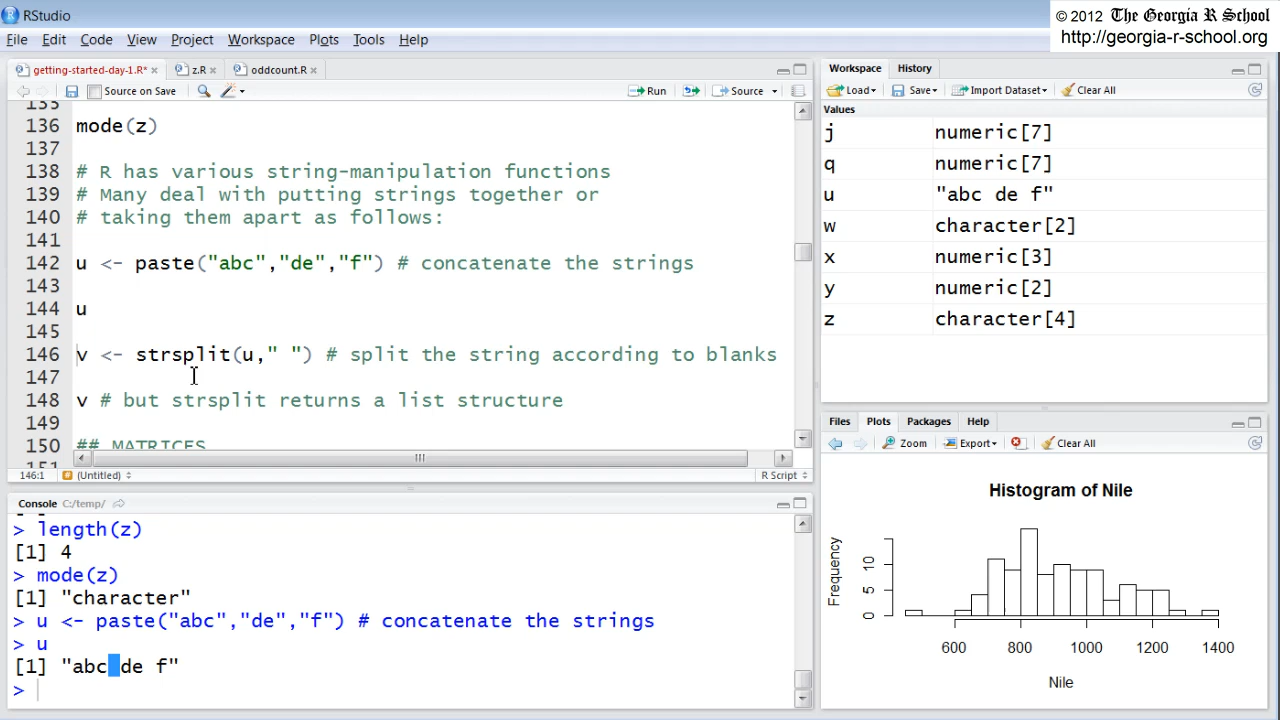 RStudio
© 2012 The Georgia R School
http://georgia-r-school.org
File Edit Code View Project Workspace Plots Tools Help
getting-started-day-1.R* × z.R × oddcount.R ×
Source on Save Run Source
135
136 mode(z)
137
138 # R has various string-manipulation functions
139 # Many deal with putting strings together or
140 # taking them apart as follows:
141
142 u <- paste("abc","de","f") # concatenate the strings
143
144 u
145
146 v <- strsplit(u," ") # split the string according to blanks
147
148 v # but strsplit returns a list structure
149
150 ## MATRICES
151
146:1 # (Untitled) R Script
Console C:/temp/
> length(z)
[1] 4
> mode(z)
[1] "character"
> u <- paste("abc","de","f") # concatenate the strings
> u
[1] "abc de f"
>
Workspace History
Load Save Import Dataset Clear All
Values
j numeric[7]
q numeric[7]
u "abc de f"
w character[2]
x numeric[3]
y numeric[2]
z character[4]
Files Plots Packages Help
Zoom Export Clear All
Histogram of Nile
Frequency
10
5
0
600 800 1000 1200 1400
Nile